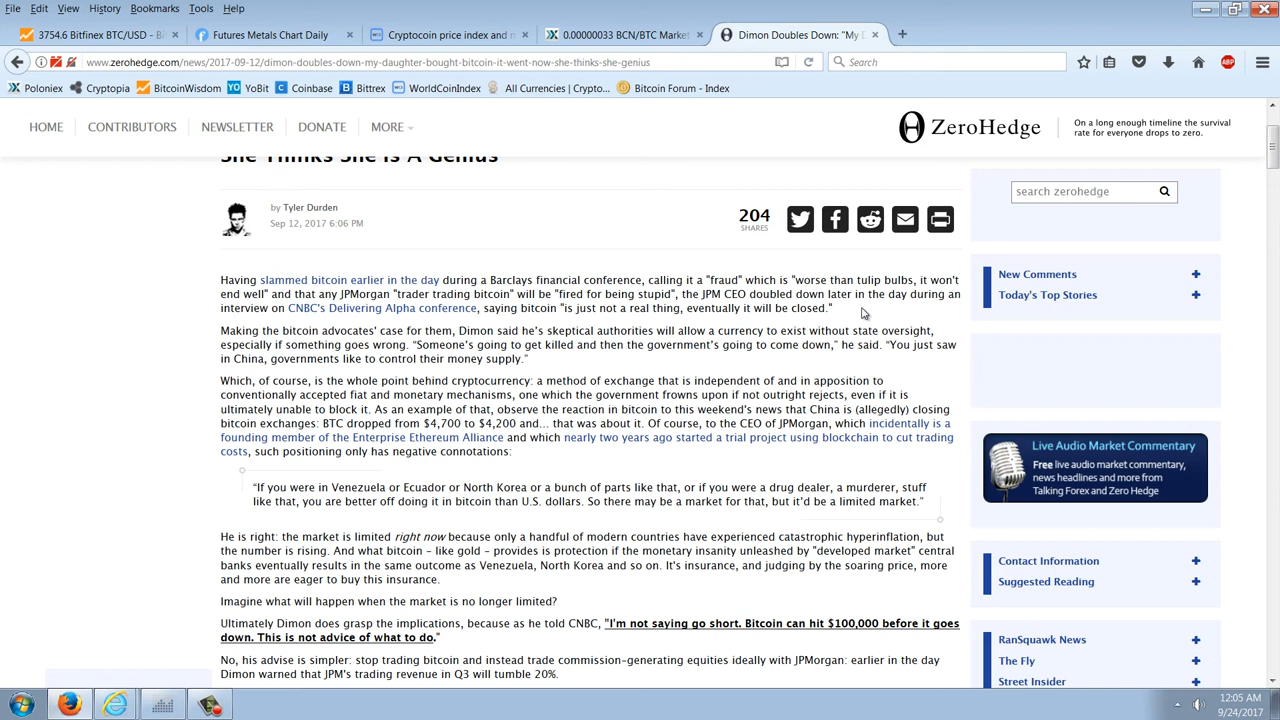 File Edit View History Bookmarks Tools Help
3754.6 Bitfinex BTC/USD - Bi × Futures Metals Chart Daily × Cryptocoin price index and m × 0.00000033 BCN/BTC Market × Dimon Doubles Down: "My D × +
www.zerohedge.com/news/2017-09-12/dimon-doubles-down-my-daughter-bought-bitcoin-it-went-now-she-thinks-she-genius Search ABP
Poloniex Cryptopia BitcoinWisdom YoBit Coinbase Bittrex WorldCoinIndex All Currencies | Crypto... Bitcoin Forum - Index
HOME CONTRIBUTORS NEWSLETTER DONATE MORE
ZeroHedge
On a long enough timeline the survival
rate for everyone drops to zero.
She Thinks She Is A Genius
by Tyler Durden
Sep 12, 2017 6:06 PM
204
SHARES
Having slammed bitcoin earlier in the day during a Barclays financial conference, calling it a "fraud" which is "worse than tulip bulbs, it won't
end well" and that any JPMorgan "trader trading bitcoin" will be "fired for being stupid", the JPM CEO doubled down later in the day during an
interview on CNBC's Delivering Alpha conference, saying bitcoin "is just not a real thing, eventually it will be closed."
Making the bitcoin advocates' case for them, Dimon said he's skeptical authorities will allow a currency to exist without state oversight,
especially if something goes wrong. “Someone’s going to get killed and then the government’s going to come down,” he said. “You just saw
in China, governments like to control their money supply.”
Which, of course, is the whole point behind cryptocurrency: a method of exchange that is independent of and in apposition to
conventionally accepted fiat and monetary mechanisms, one which the government frowns upon if not outright rejects, even if it is
ultimately unable to block it. As an example of that, observe the reaction in bitcoin to this weekend's news that China is (allegedly) closing
bitcoin exchanges: BTC dropped from $4,700 to $4,200 and... that was about it. Of course, to the CEO of JPMorgan, which incidentally is a
founding member of the Enterprise Ethereum Alliance and which nearly two years ago started a trial project using blockchain to cut trading
costs, such positioning only has negative connotations:
“If you were in Venezuela or Ecuador or North Korea or a bunch of parts like that, or if you were a drug dealer, a murderer, stuff
like that, you are better off doing it in bitcoin than U.S. dollars. So there may be a market for that, but it’d be a limited market.”
He is right: the market is limited right now because only a handful of modern countries have experienced catastrophic hyperinflation, but
the number is rising. And what bitcoin – like gold – provides is protection if the monetary insanity unleashed by "developed market" central
banks eventually results in the same outcome as Venezuela, North Korea and so on. It's insurance, and judging by the soaring price, more
and more are eager to buy this insurance.
Imagine what will happen when the market is no longer limited?
Ultimately Dimon does grasp the implications, because as he told CNBC, "I'm not saying go short. Bitcoin can hit $100,000 before it goes
down. This is not advice of what to do."
No, his advise is simpler: stop trading bitcoin and instead trade commission-generating equities ideally with JPMorgan: earlier in the day
Dimon warned that JPM's trading revenue in Q3 will tumble 20%.
search zerohedge
New Comments +
Today's Top Stories +
Live Audio Market Commentary
Free live audio market commentary,
news headlines and more from
Talking Forex and Zero Hedge
Contact Information +
Suggested Reading +
RanSquawk News +
The Fly +
Street Insider +
12:05 AM
9/24/2017